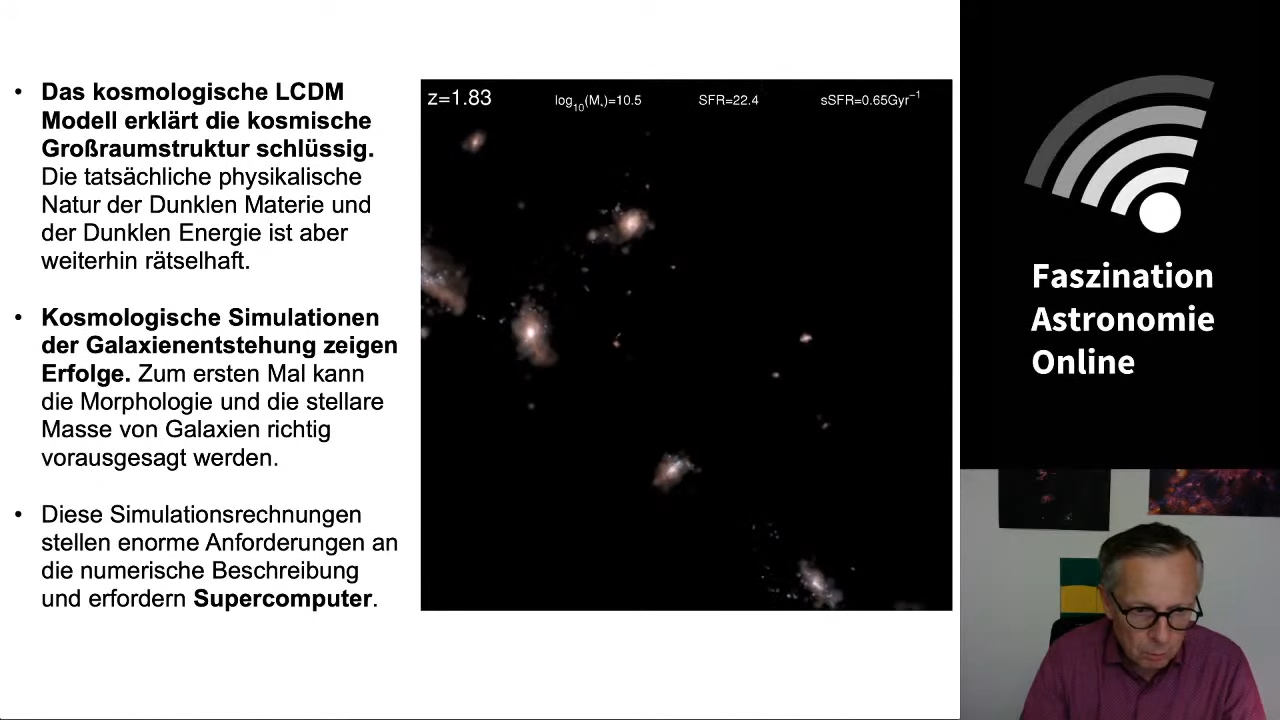 • Das kosmologische LCDM
Modell erklärt die kosmische
Großraumstruktur schlüssig.
Die tatsächliche physikalische
Natur der Dunklen Materie und
der Dunklen Energie ist aber
weiterhin rätselhaft.
• Kosmologische Simulationen
der Galaxienentstehung zeigen
Erfolge. Zum ersten Mal kann
die Morphologie und die stellare
Masse von Galaxien richtig
vorausgesagt werden.
• Diese Simulationsrechnungen
stellen enorme Anforderungen an
die numerische Beschreibung
und erfordern Supercomputer.
z=1.83 log₁₀(M⋆)=10.5 SFR=22.4 sSFR=0.65Gyr⁻¹
Faszination
Astronomie
Online